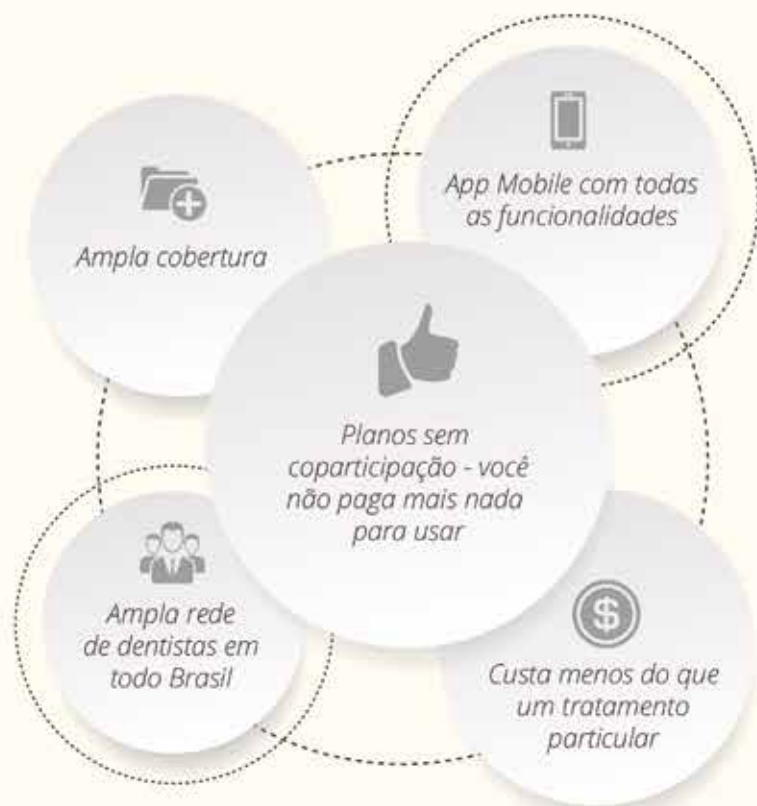 Ampla cobertura
App Mobile com todas
as funcionalidades
Planos sem
coparticipação - você
não paga mais nada
para usar
Ampla rede
de dentistas em
todo Brasil
$
Custa menos do que
um tratamento
particular